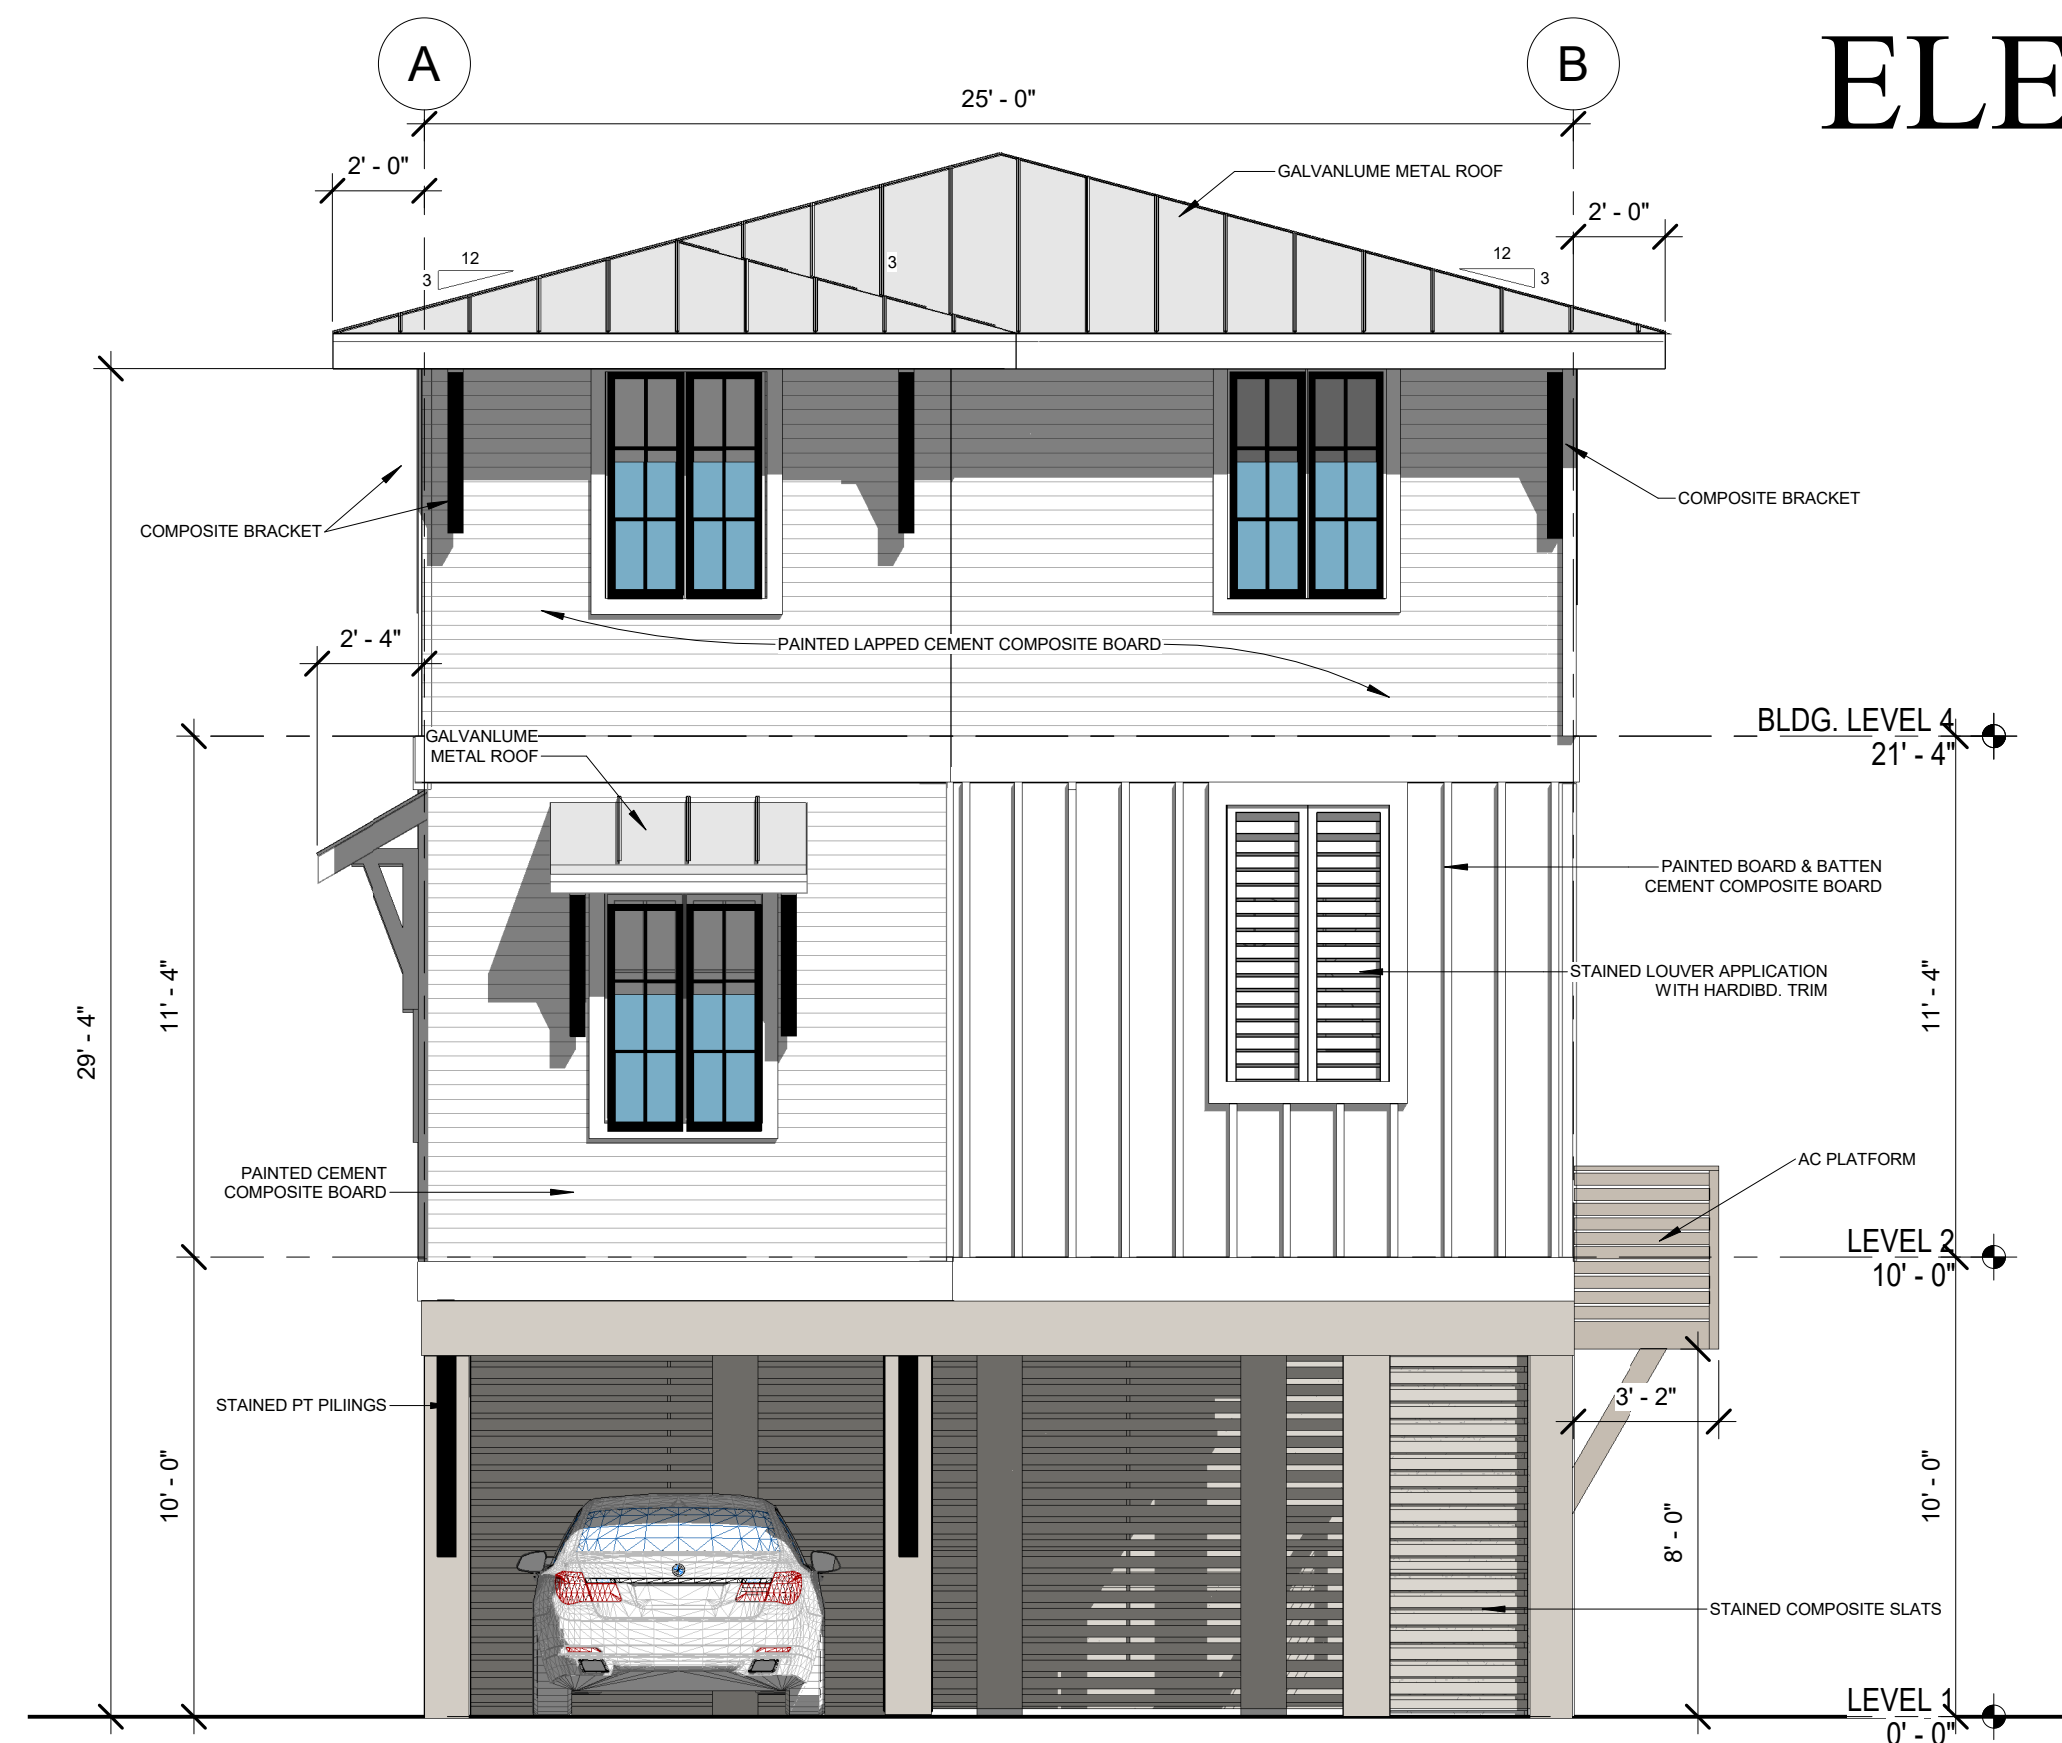 A
B
ELE
25' - 0"
2' - 0"
GALVANLUME METAL ROOF
2' - 0"
12
3
3
12
3
COMPOSITE BRACKET
COMPOSITE BRACKET
2' - 4"
PAINTED LAPPED CEMENT COMPOSITE BOARD
BLDG. LEVEL 4
21' - 4"
GALVANLUME
METAL ROOF
PAINTED BOARD & BATTEN
CEMENT COMPOSITE BOARD
STAINED LOUVER APPLICATION
WITH HARDIBD. TRIM
11' - 4"
11' - 4"
29' - 4"
PAINTED CEMENT
COMPOSITE BOARD
AC PLATFORM
LEVEL 2
10' - 0"
STAINED PT PILIINGS
3' - 2"
10' - 0"
10' - 0"
8' - 0"
STAINED COMPOSITE SLATS
LEVEL 1
0' - 0"